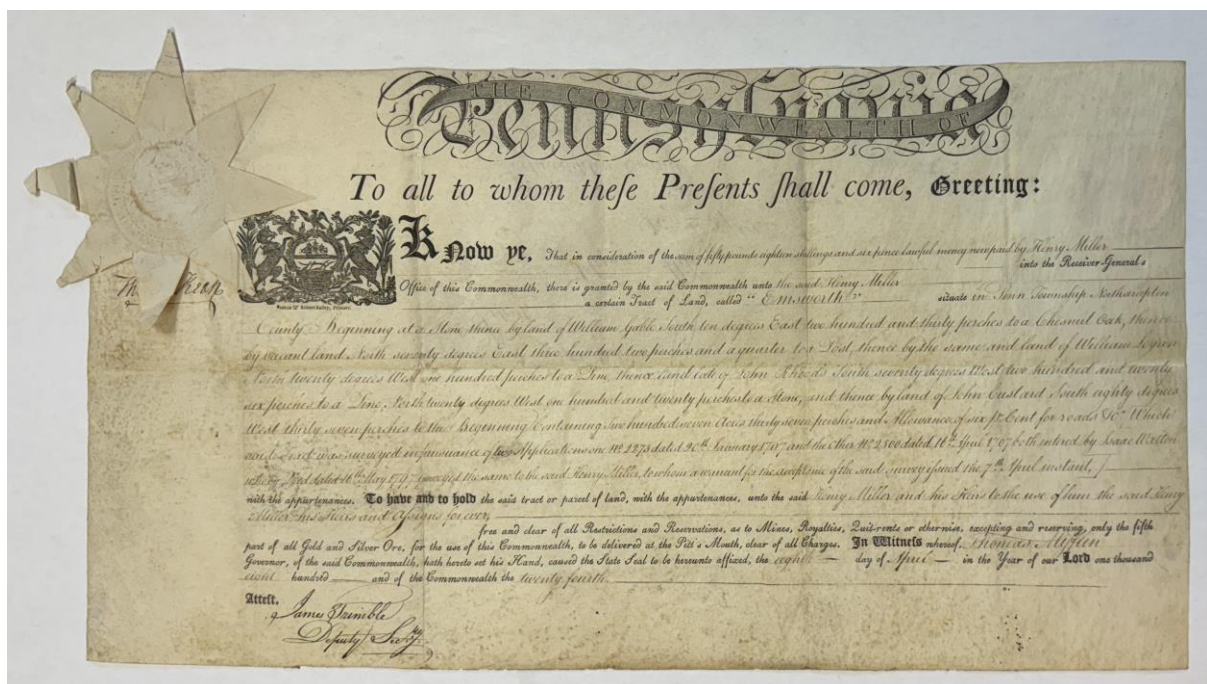 THE COMMONWEALTH OF
Pennsylvania
To all to whom theſe Preſents ſhall come, Greeting:
Know ye, That in consideration of the sum of fifty pounds eighteen shillings and six pence lawful money now paid by Henry Miller
into the Receiver-General's
Office of this Commonwealth, there is granted by the said Commonwealth unto the said Henry Miller
a certain Tract of Land, called "Emsworth" situate in Penn Township Northampton
County Beginning at a Stone thence by land of William Gable South ten degrees East two hundred and thirty perches to a Chesnut Oak, thence
by vacant land North seventy degrees East three hundred two perches and a quarter to a Post, thence by the same and land of William
North twenty degrees West one hundred perches to a Pine thence land late of John Rhoads South seventy degrees West two hundred and twenty
six perches to a Pine, North twenty degrees West one hundred and twenty perches to a Stone, and thence by land of John Custard South eighty degrees
West thirty seven perches to the Beginning Containing two hundred seven Acres thirty seven perches and Allowance of six pr Cent for roads &c. Which
said tract was surveyed in pursuance of two Applications one No. 2273 dated January and the other No. 2500 dated April both entered by Isaac
who by Deed dated 16th May 1797 conveyed the same to the said Henry Miller, to whom a warrant for the acceptance of the said survey issued the 7th April instant,
with the appurtenances. To have and to hold the said tract or parcel of land, with the appurtenances, unto the said Henry Miller and his Heirs to the use of him the said Henry
Miller his Heirs and Assigns forever,
free and clear of all Restrictions and Reservations, as to Mines, Royalties, Quit-rents or otherwise, excepting and reserving, only the fifth
part of all Gold and Silver Ore, for the use of this Commonwealth, to be delivered at the Pitt's Mouth, clear of all Charges. In Witness whereof, Thomas Mifflin
Governor, of the said Commonwealth, hath hereto set his Hand, caused the State Seal to be hereunto affixed, the eight day of April in the Year of our Lord one thousand
eight hundred and of the Commonwealth the twenty fourth.
Attest.
James Trimble
Deputy Secy.